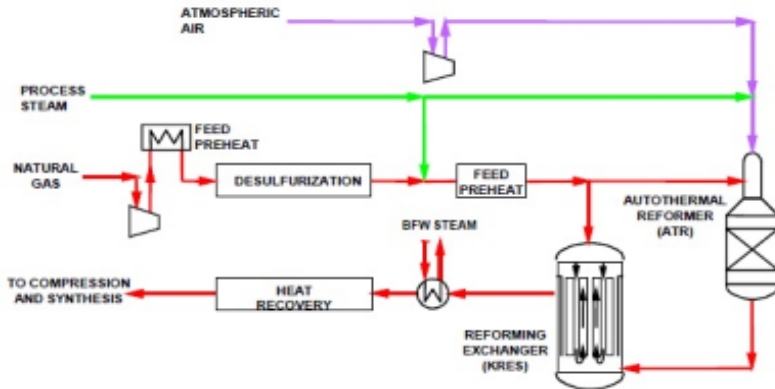 ATMOSPHERIC
AIR
PROCESS
STEAM
FEED
PREHEAT
NATURAL
GAS
DESULFURIZATION
FEED
PREHEAT
AUTOTHERMAL
REFORMER
(ATR)
BFW STEAM
TO COMPRESSION
AND SYNTHESIS
HEAT
RECOVERY
REFORMING
EXCHANGER
(KRES)